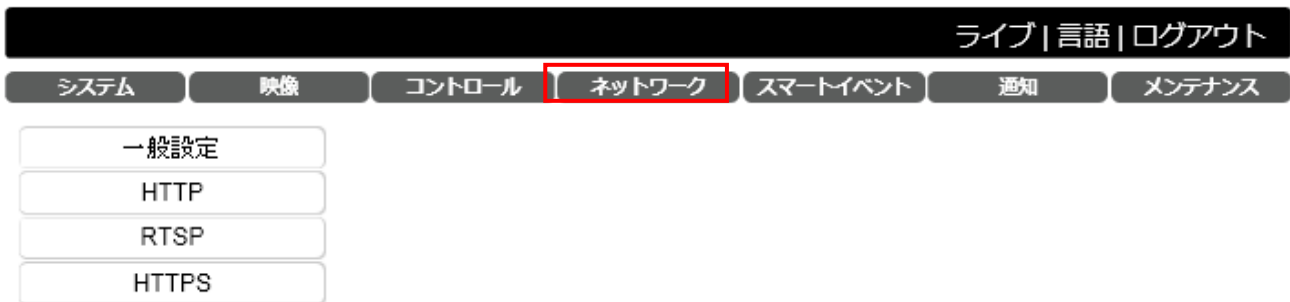 ライブ | 言語 | ログアウト
システム 映像 コントロール ネットワーク スマートイベント 通知 メンテナンス
一般設定
HTTP
RTSP
HTTPS